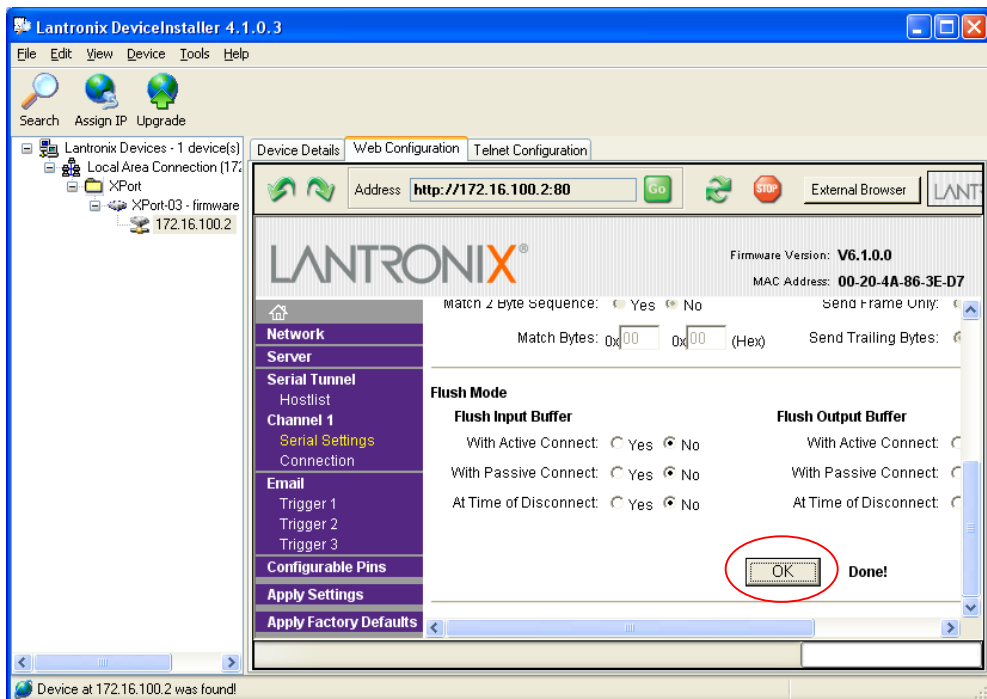 Lantronix DeviceInstaller 4.1.0.3
File Edit View Device Tools Help
Search Assign IP Upgrade
Lantronix Devices - 1 device(s)
Local Area Connection (172
XPort
XPort-03 - firmware
172.16.100.2
Device Details Web Configuration Telnet Configuration
Address http://172.16.100.2:80 Go STOP External Browser LANT
LANTRONIX®
Firmware Version: V6.1.0.0
MAC Address: 00-20-4A-86-3E-D7
Network
Server
Serial Tunnel
Hostlist
Channel 1
Serial Settings
Connection
Email
Trigger 1
Trigger 2
Trigger 3
Configurable Pins
Apply Settings
Apply Factory Defaults
Match 2 Byte Sequence: Yes No Send Frame Only:
Match Bytes: 0x 00 0x 00 (Hex) Send Trailing Bytes:
Flush Mode
Flush Input Buffer Flush Output Buffer
With Active Connect: Yes No With Active Connect:
With Passive Connect: Yes No With Passive Connect:
At Time of Disconnect: Yes No At Time of Disconnect:
OK Done!
Device at 172.16.100.2 was found!